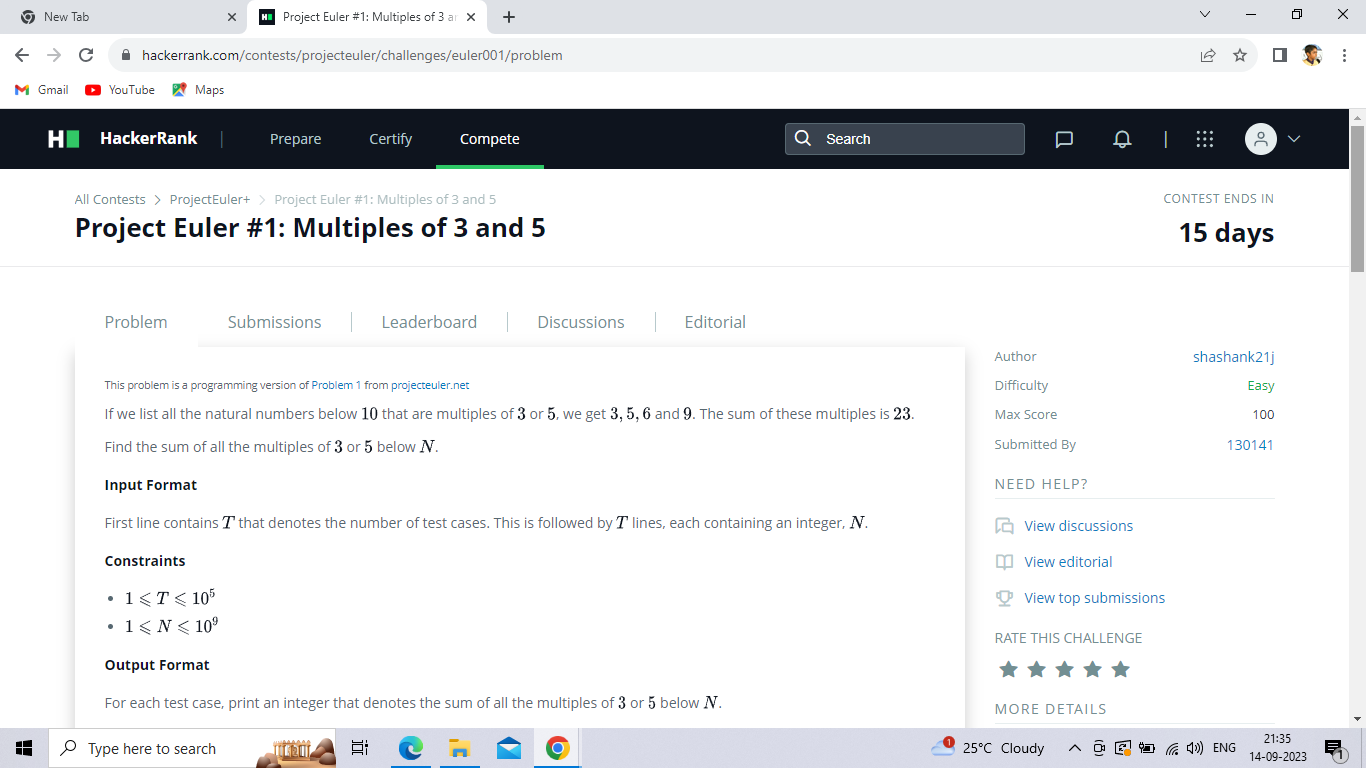 New Tab
Project Euler #1: Multiples of 3 ar
hackerrank.com/contests/projecteuler/challenges/euler001/problem
Gmail YouTube Maps
HackerRank | Prepare Certify Compete Search
All Contests > ProjectEuler+ > Project Euler #1: Multiples of 3 and 5
CONTEST ENDS IN
Project Euler #1: Multiples of 3 and 5
15 days
Problem Submissions Leaderboard Discussions Editorial
This problem is a programming version of Problem 1 from projecteuler.net
If we list all the natural numbers below 10 that are multiples of 3 or 5, we get 3, 5, 6 and 9. The sum of these multiples is 23.
Find the sum of all the multiples of 3 or 5 below N.
Input Format
First line contains T that denotes the number of test cases. This is followed by T lines, each containing an integer, N.
Constraints
• 1 ⩽ T ⩽ 10⁵
• 1 ⩽ N ⩽ 10⁹
Output Format
For each test case, print an integer that denotes the sum of all the multiples of 3 or 5 below N.
Author shashank21j
Difficulty Easy
Max Score 100
Submitted By 130141
NEED HELP?
View discussions
View editorial
View top submissions
RATE THIS CHALLENGE
MORE DETAILS
Type here to search
1
25°C Cloudy
ENG
21:35
14-09-2023
1